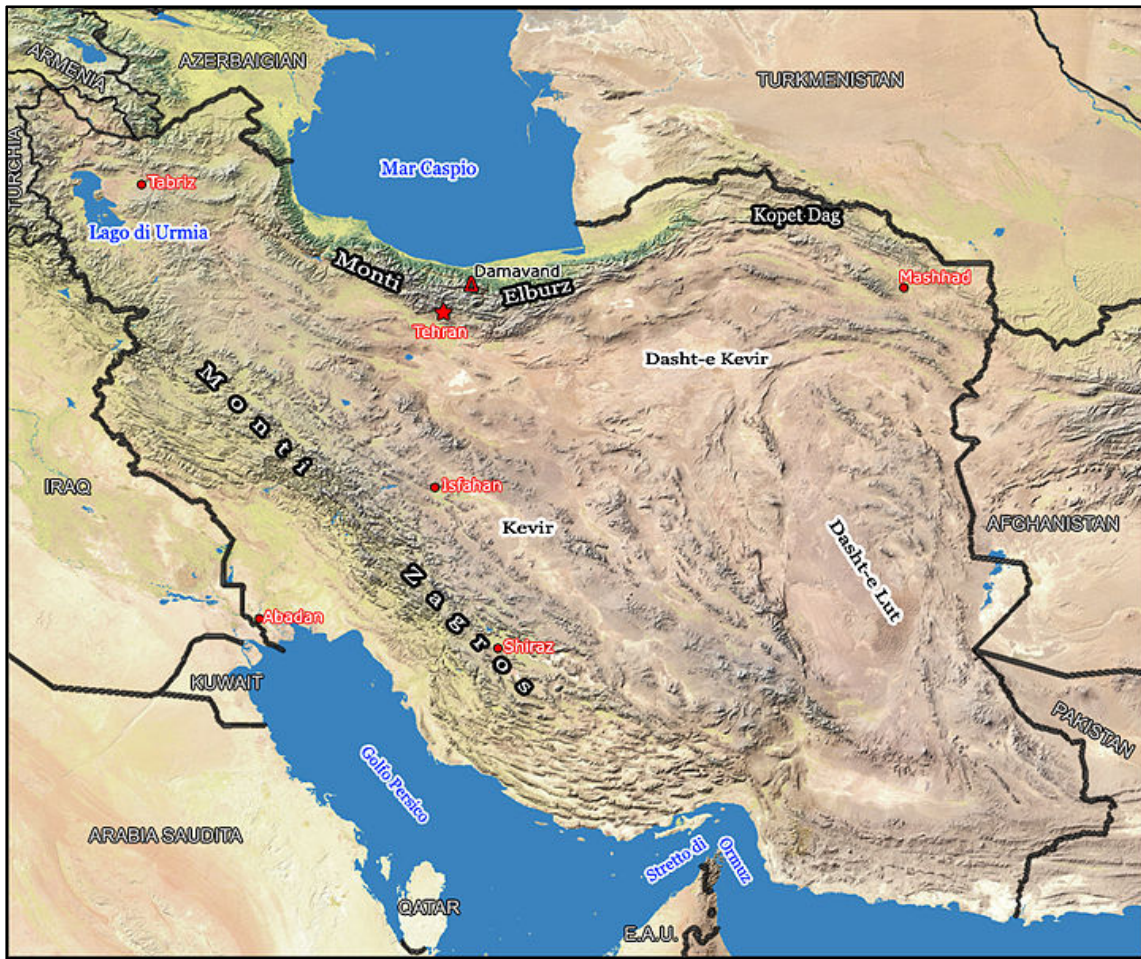 ARMENIA
AZERBAIGIAN
TURKMENISTAN
TURCHIA
Mar Caspio
Tabriz
Lago di Urmia
Kopet Dag
Monti
Damavand
Elburz
Mashhad
Tehran
Dasht-e Kevir
Monti
IRAQ
Isfahan
Kevir
AFGHANISTAN
Dasht-e Lut
Zagros
Abadan
Shiraz
KUWAIT
PAKISTAN
Golfo Persico
ARABIA SAUDITA
Stretto di
Ormuz
QATAR
E.A.U.